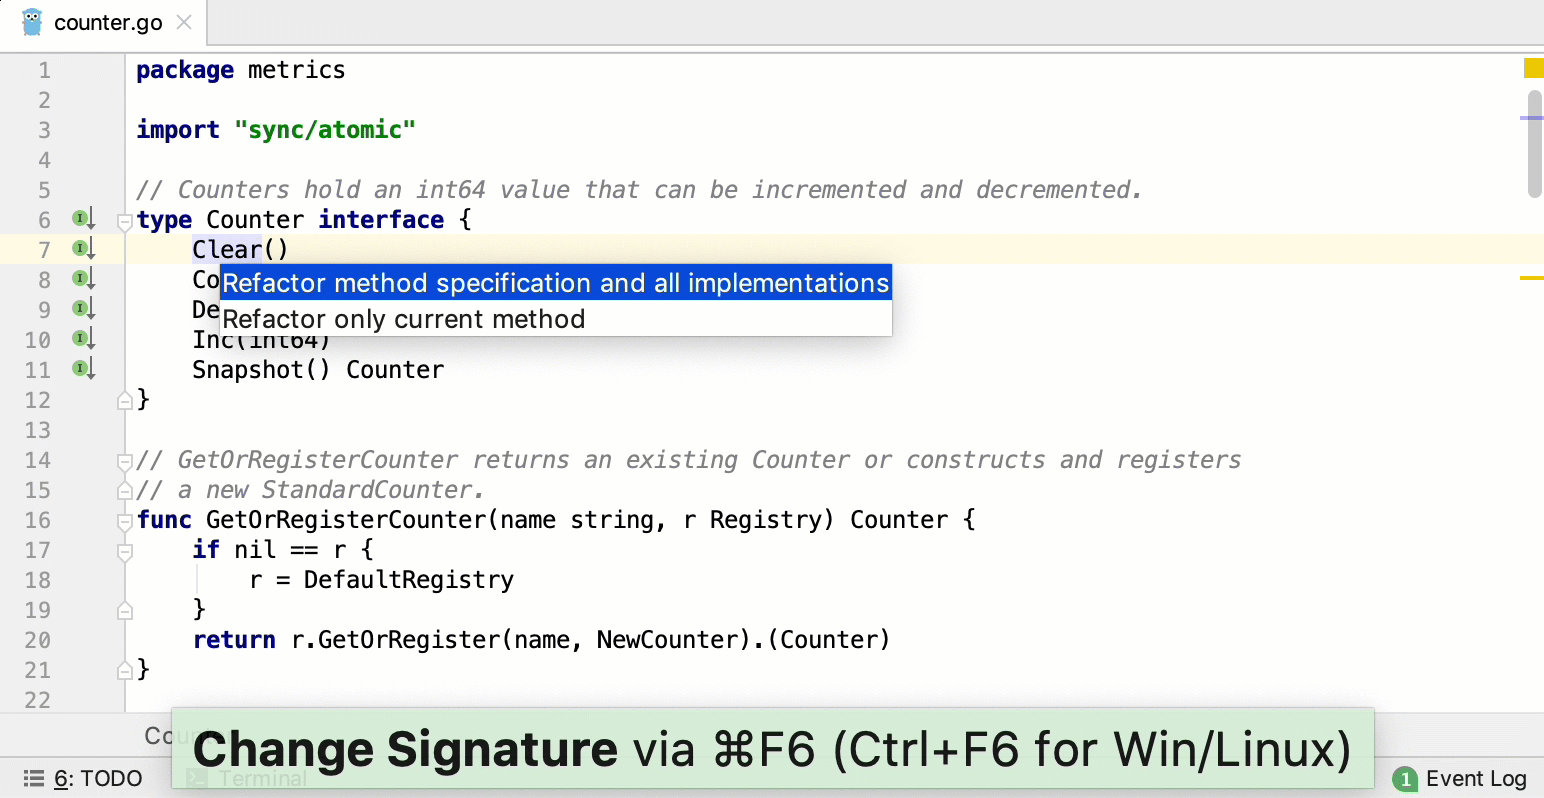 counter.go
1 package metrics
2
3 import "sync/atomic"
4
5 // Counters hold an int64 value that can be incremented and decremented.
6 type Counter interface {
7 Clear()
8 Co
Refactor method specification and all implementations
9 De
Refactor only current method
10 Inc(int64)
11 Snapshot() Counter
12 }
13
14 // GetOrRegisterCounter returns an existing Counter or constructs and registers
15 // a new StandardCounter.
16 func GetOrRegisterCounter(name string, r Registry) Counter {
17 if nil == r {
18 r = DefaultRegistry
19 }
20 return r.GetOrRegister(name, NewCounter).(Counter)
21 }
22
Change Signature via ⌘F6 (Ctrl+F6 for Win/Linux)
6: TODO Terminal 1 Event Log